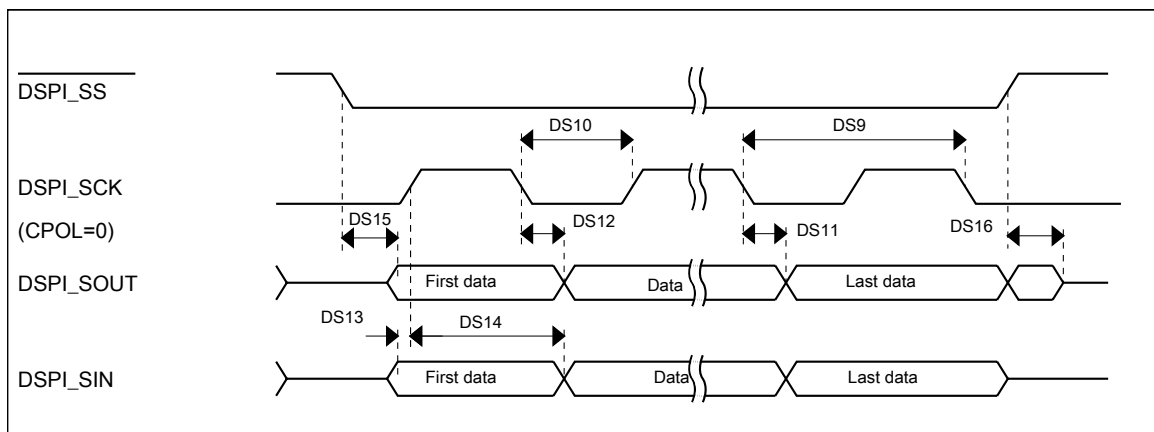 DSPI_SS
DS10
DS9
DSPI_SCK
(CPOL=0)
DS15
DS12
DS11
DS16
DSPI_SOUT
First data
Data
Last data
DS13
DS14
DSPI_SIN
First data
Data
Last data